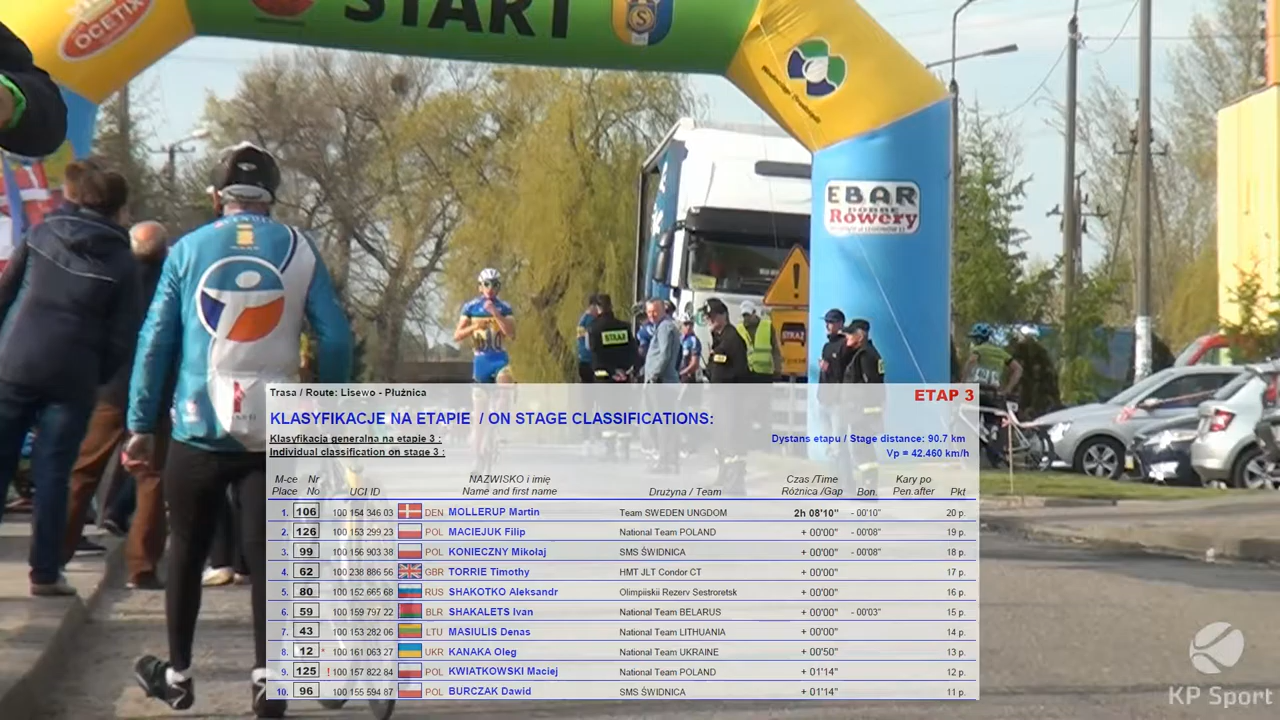 OCETIX
START
S
EBAR
DOBRE
Rowery
STRAŻ
STRAŻ
Trasa / Route: Lisewo - Płużnica
ETAP 3
KLASYFIKACJE NA ETAPIE / ON STAGE CLASSIFICATIONS:
Klasyfikacja generalna na etapie 3 :
Dystans etapu / Stage distance: 90.7 km
Individual classification on stage 3 :
Vp = 42.460 km/h
M-ce Nr NAZWISKO i imię Czas /Time Kary po
Place No UCI ID Name and first name Drużyna / Team Różnica /Gap Bon. Pen.after Pkt
1. 106 100 154 346 03 DEN MOLLERUP Martin Team SWEDEN UNGDOM 2h 08'10" - 00'10" 20 p.
2. 126 100 153 299 23 POL MACIEJUK Filip National Team POLAND + 00'00" - 00'08" 19 p.
3. 99 100 156 903 38 POL KONIECZNY Mikołaj SMS ŚWIDNICA + 00'00" - 00'08" 18 p.
4. 62 100 238 886 56 GBR TORRIE Timothy HMT JLT Condor CT + 00'00" 17 p.
5. 80 100 152 665 68 RUS SHAKOTKO Aleksandr Olimpiiskii Rezerv Sestroretsk + 00'00" 16 p.
6. 59 100 159 797 22 BLR SHAKALETS Ivan National Team BELARUS + 00'00" - 00'03" 15 p.
7. 43 100 153 282 06 LTU MASIULIS Denas National Team LITHUANIA + 00'00" 14 p.
8. 12 * 100 161 063 27 UKR KANAKA Oleg National Team UKRAINE + 00'50" 13 p.
9. 125 ! 100 157 822 84 POL KWIATKOWSKI Maciej National Team POLAND + 01'14" 12 p.
10. 96 100 155 594 87 POL BURCZAK Dawid SMS ŚWIDNICA + 01'14" 11 p.
KP Sport